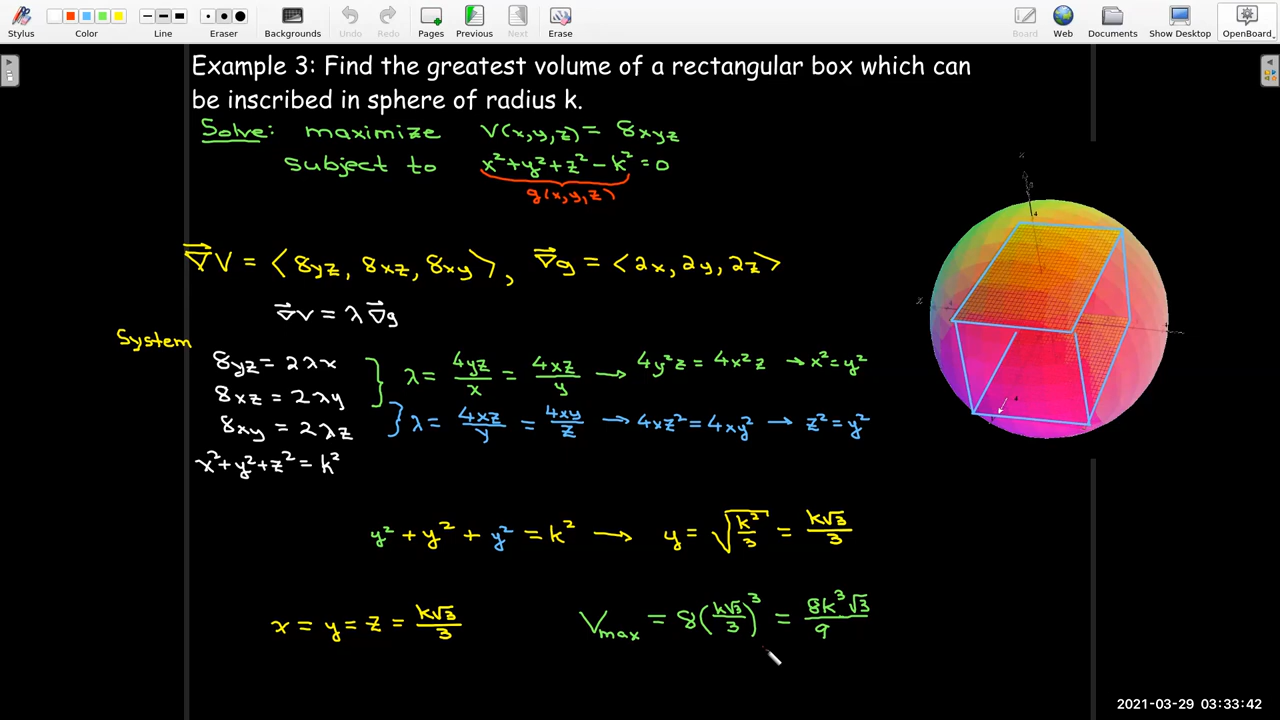 Stylus Color Line Eraser Backgrounds Undo Redo Pages Previous Next Erase Board Web Documents Show Desktop OpenBoard
Example 3: Find the greatest volume of a rectangular box which can
be inscribed in sphere of radius k.
Solve: maximize V(x,y,z) = 8xyz
subject to x²+y²+z²−k²=0
g(x,y,z)
∇⃗V = ⟨8yz, 8xz, 8xy⟩, ∇⃗g = ⟨2x, 2y, 2z⟩
∇⃗V = λ∇⃗g
System
8yz = 2λx
8xz = 2λy
8xy = 2λz
x²+y²+z² = k²
λ = 4yz/x = 4xz/y → 4y²z = 4x²z → x²=y²
λ = 4xz/y = 4xy/z → 4xz² = 4xy² → z²=y²
y² + y² + y² = k² → y = √(k²/3) = k√3/3
x = y = z = k√3/3
Vmax = 8(k√3/3)³ = 8k³√3/9
2021-03-29 03:33:42